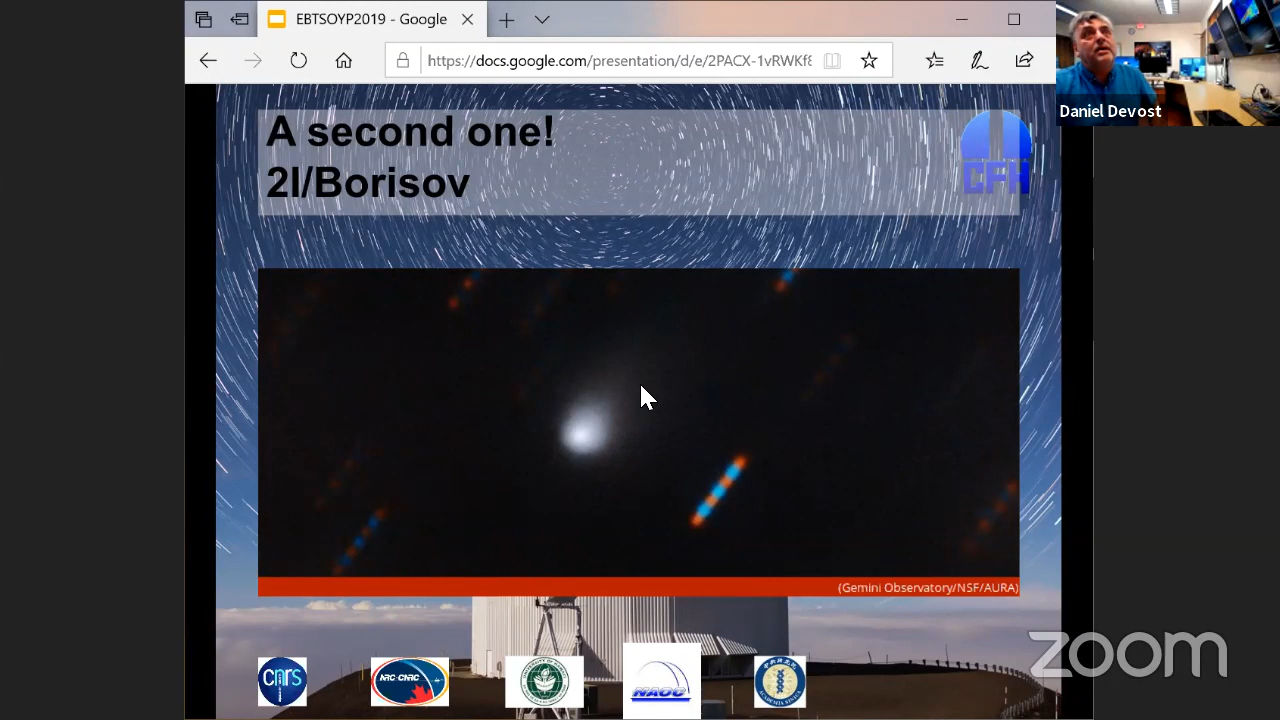 EBTSOYP2019 - Google
https://docs.google.com/presentation/d/e/2PACX-1vRWKf
Daniel Devost
A second one!
2I/Borisov
CFH
(Gemini Observatory/NSF/AURA)
zoom
cnrs
NRC-CNRC
NAOC